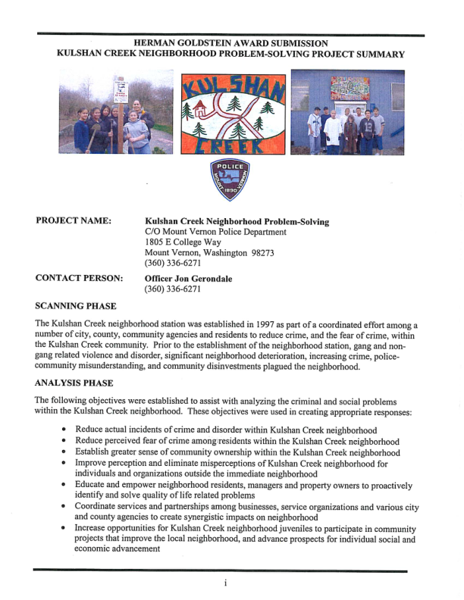 HERMAN GOLDSTEIN AWARD SUBMISSION
KULSHAN CREEK NEIGHBORHOOD PROBLEM-SOLVING PROJECT SUMMARY
KULSHAN
CREEK
POLICE
MOUNT VERNON
1890
PROJECT NAME: Kulshan Creek Neighborhood Problem-Solving
C/O Mount Vernon Police Department
1805 E College Way
Mount Vernon, Washington 98273
(360) 336-6271
CONTACT PERSON: Officer Jon Gerondale
(360) 336-6271
SCANNING PHASE
The Kulshan Creek neighborhood station was established in 1997 as part of a coordinated effort among a
number of city, county, community agencies and residents to reduce crime, and the fear of crime, within
the Kulshan Creek community. Prior to the establishment of the neighborhood station, gang and non-
gang related violence and disorder, significant neighborhood deterioration, increasing crime, police-
community misunderstanding, and community disinvestments plagued the neighborhood.
ANALYSIS PHASE
The following objectives were established to assist with analyzing the criminal and social problems
within the Kulshan Creek neighborhood. These objectives were used in creating appropriate responses:
• Reduce actual incidents of crime and disorder within Kulshan Creek neighborhood
• Reduce perceived fear of crime among residents within the Kulshan Creek neighborhood
• Establish greater sense of community ownership within the Kulshan Creek neighborhood
• Improve perception and eliminate misperceptions of Kulshan Creek neighborhood for
individuals and organizations outside the immediate neighborhood
• Educate and empower neighborhood residents, managers and property owners to proactively
identify and solve quality of life related problems
• Coordinate services and partnerships among businesses, service organizations and various city
and county agencies to create synergistic impacts on neighborhood
• Increase opportunities for Kulshan Creek neighborhood juveniles to participate in community
projects that improve the local neighborhood, and advance prospects for individual social and
economic advancement
i